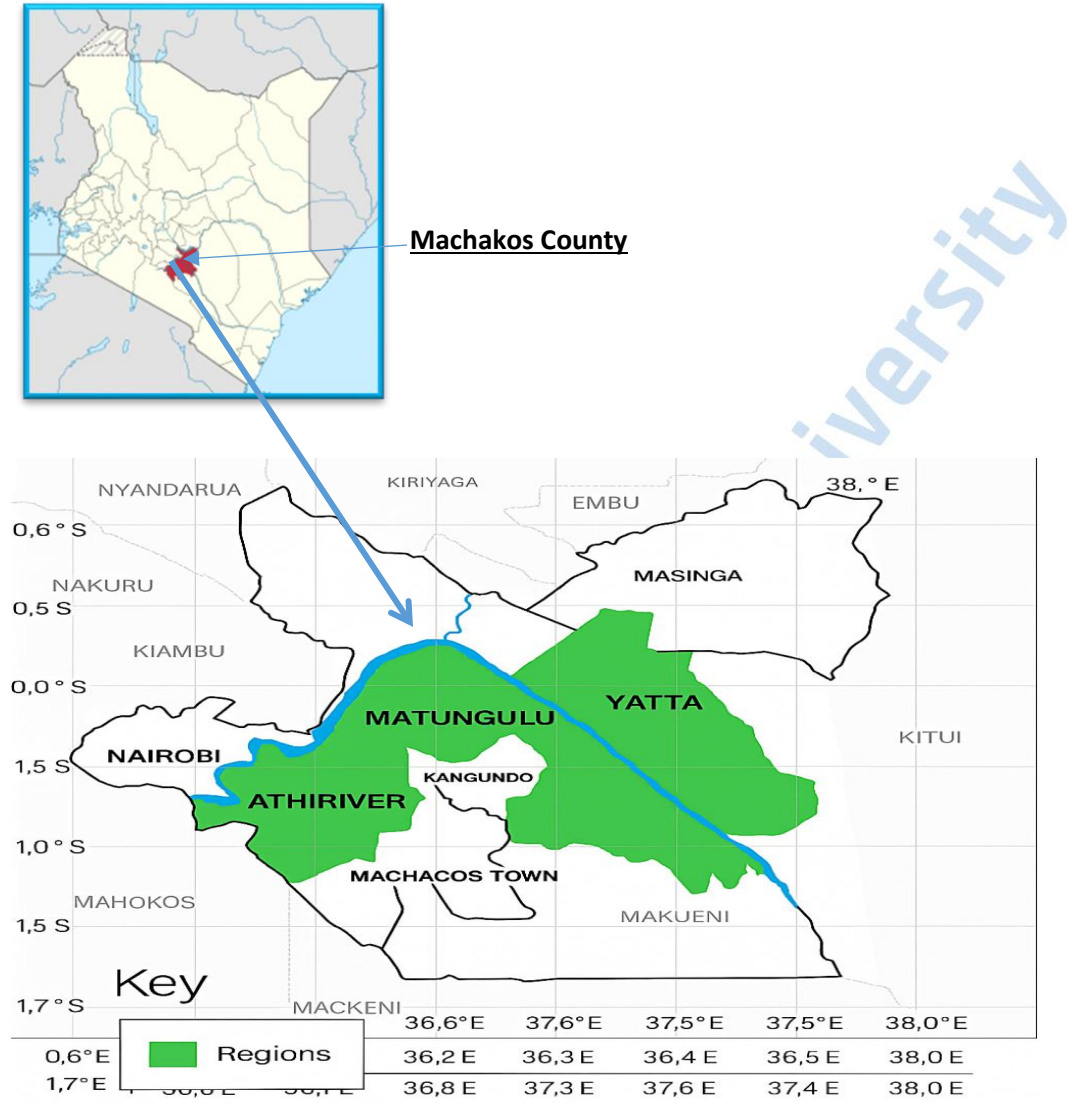 Machakos County
iversity
NYANDARUA
KIRIYAGA
EMBU
38,° E
0,6° S
MASINGA
NAKURU
0,5 S
KIAMBU
0,0° S
YATTA
MATUNGULU
KITUI
NAIROBI
1,5 S
KANGUNDO
ATHIRIVER
1,0° S
MACHACOS TOWN
MAHOKOS
MAKUENI
1,5 S
Key
1,7° S
MACKENI
36,6°E 37,6°E 37,5°E 37,5°E 38,0°E
Regions
0,6°E 36,2 E 36,3 E 36,4 E 36,5 E 38,0 E
1,7°E 36,8 E 37,3 E 37,6 E 37,4 E 38,0 E